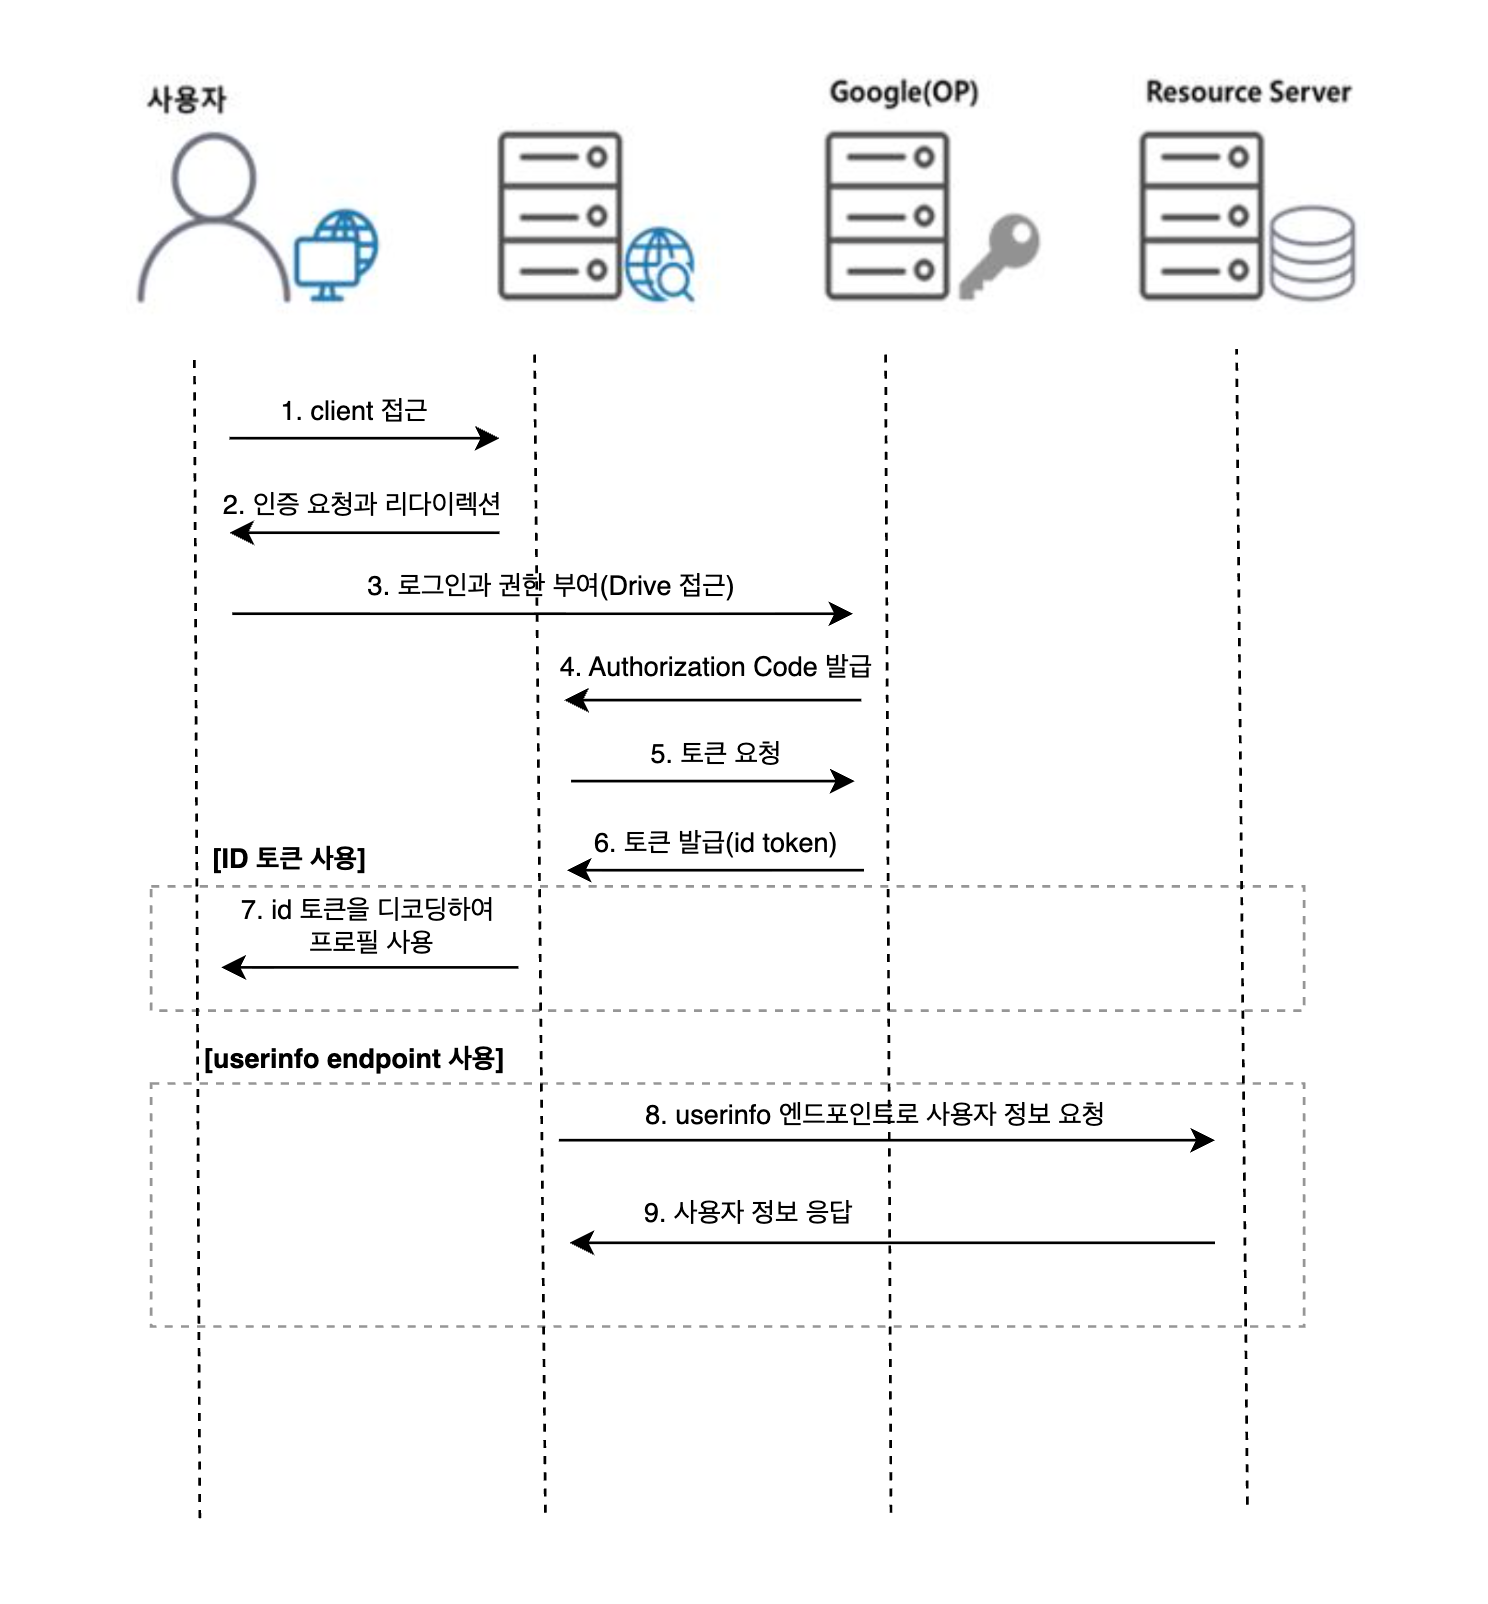 사용자
Google(OP)
Resource Server
1. client 접근
2. 인증 요청과 리다이렉션
3. 로그인과 권한 부여(Drive 접근)
4. Authorization Code 발급
5. 토큰 요청
6. 토큰 발급(id token)
[ID 토큰 사용]
7. id 토큰을 디코딩하여
프로필 사용
[userinfo endpoint 사용]
8. userinfo 엔드포인트로 사용자 정보 요청
9. 사용자 정보 응답